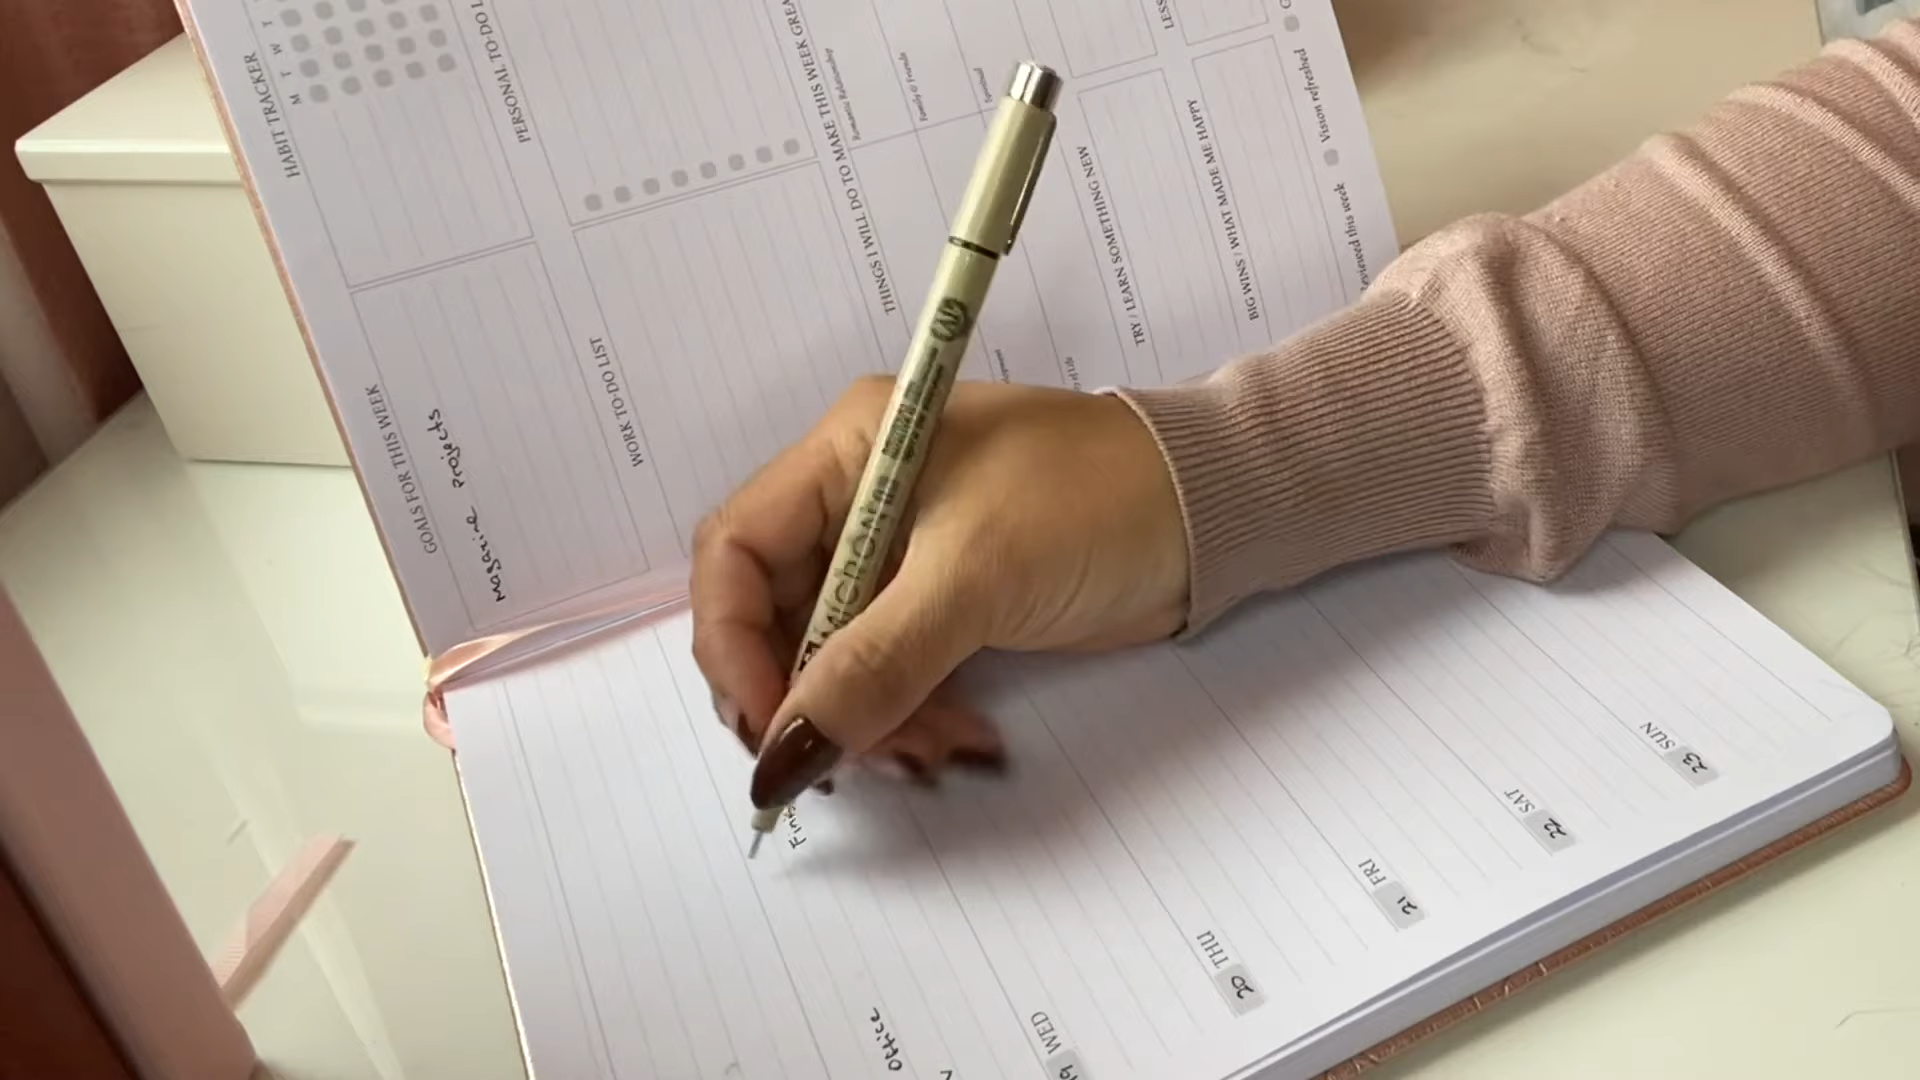 HABIT TRACKER
M T W T
GOALS FOR THIS WEEK
Magazine Projects
PERSONAL TO-DO
WORK TO-DO LIST
THINGS I WILL DO TO MAKE THIS WEEK
Romantic Relationship
Family & Friends
Spiritual
TRY / LEARN SOMETHING NEW
BIG WINS / WHAT MADE ME HAPPY
Vision refreshed
Reviewed this week
MICRON
Office
WED
20 THU
21 FRI
22 SAT
23 SUN